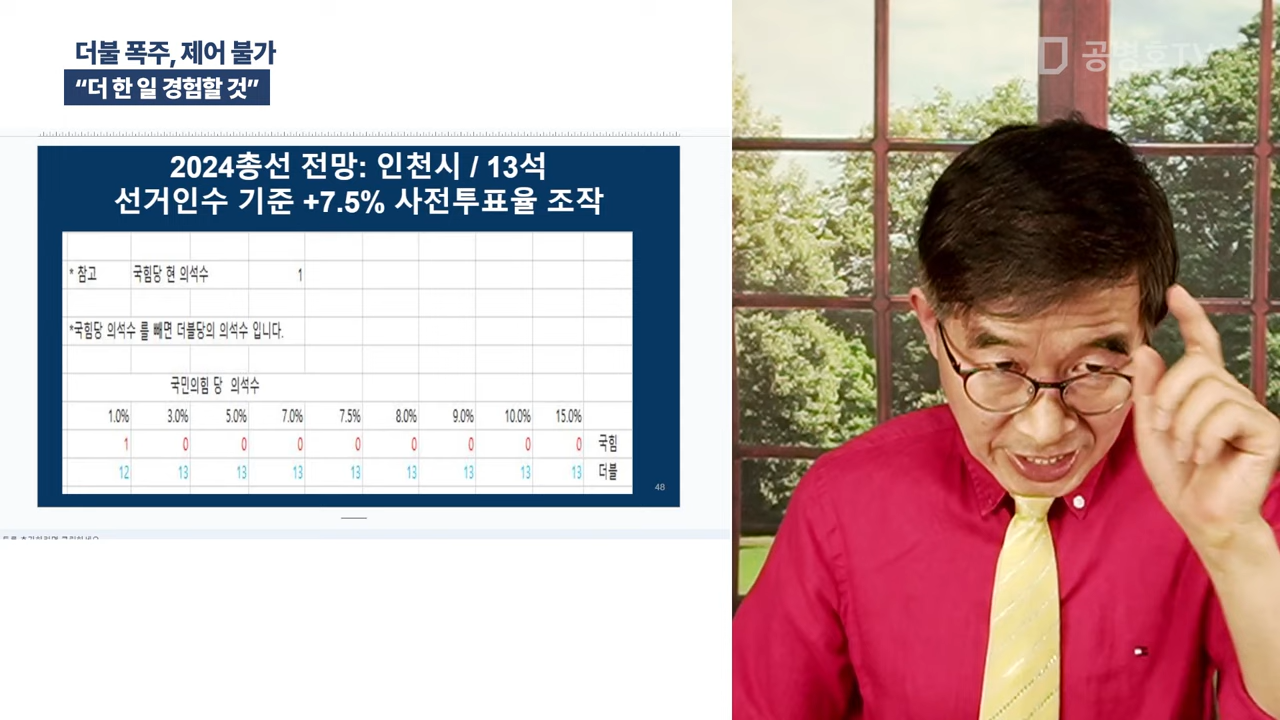 더불 폭주, 제어 불가
“더 한 일 경험할 것”
공병호TV
2024총선 전망: 인천시 / 13석
선거인수 기준 +7.5% 사전투표율 조작
* 참고 국힘당 현 의석수 1
*국힘당 의석수 를 빼면 더불당의 의석수 입니다.
국민의힘 당 의석수
1.0% 3.0% 5.0% 7.0% 7.5% 8.0% 9.0% 10.0% 15.0%
1 0 0 0 0 0 0 0 0 국힘
12 13 13 13 13 13 13 13 13 더불
48